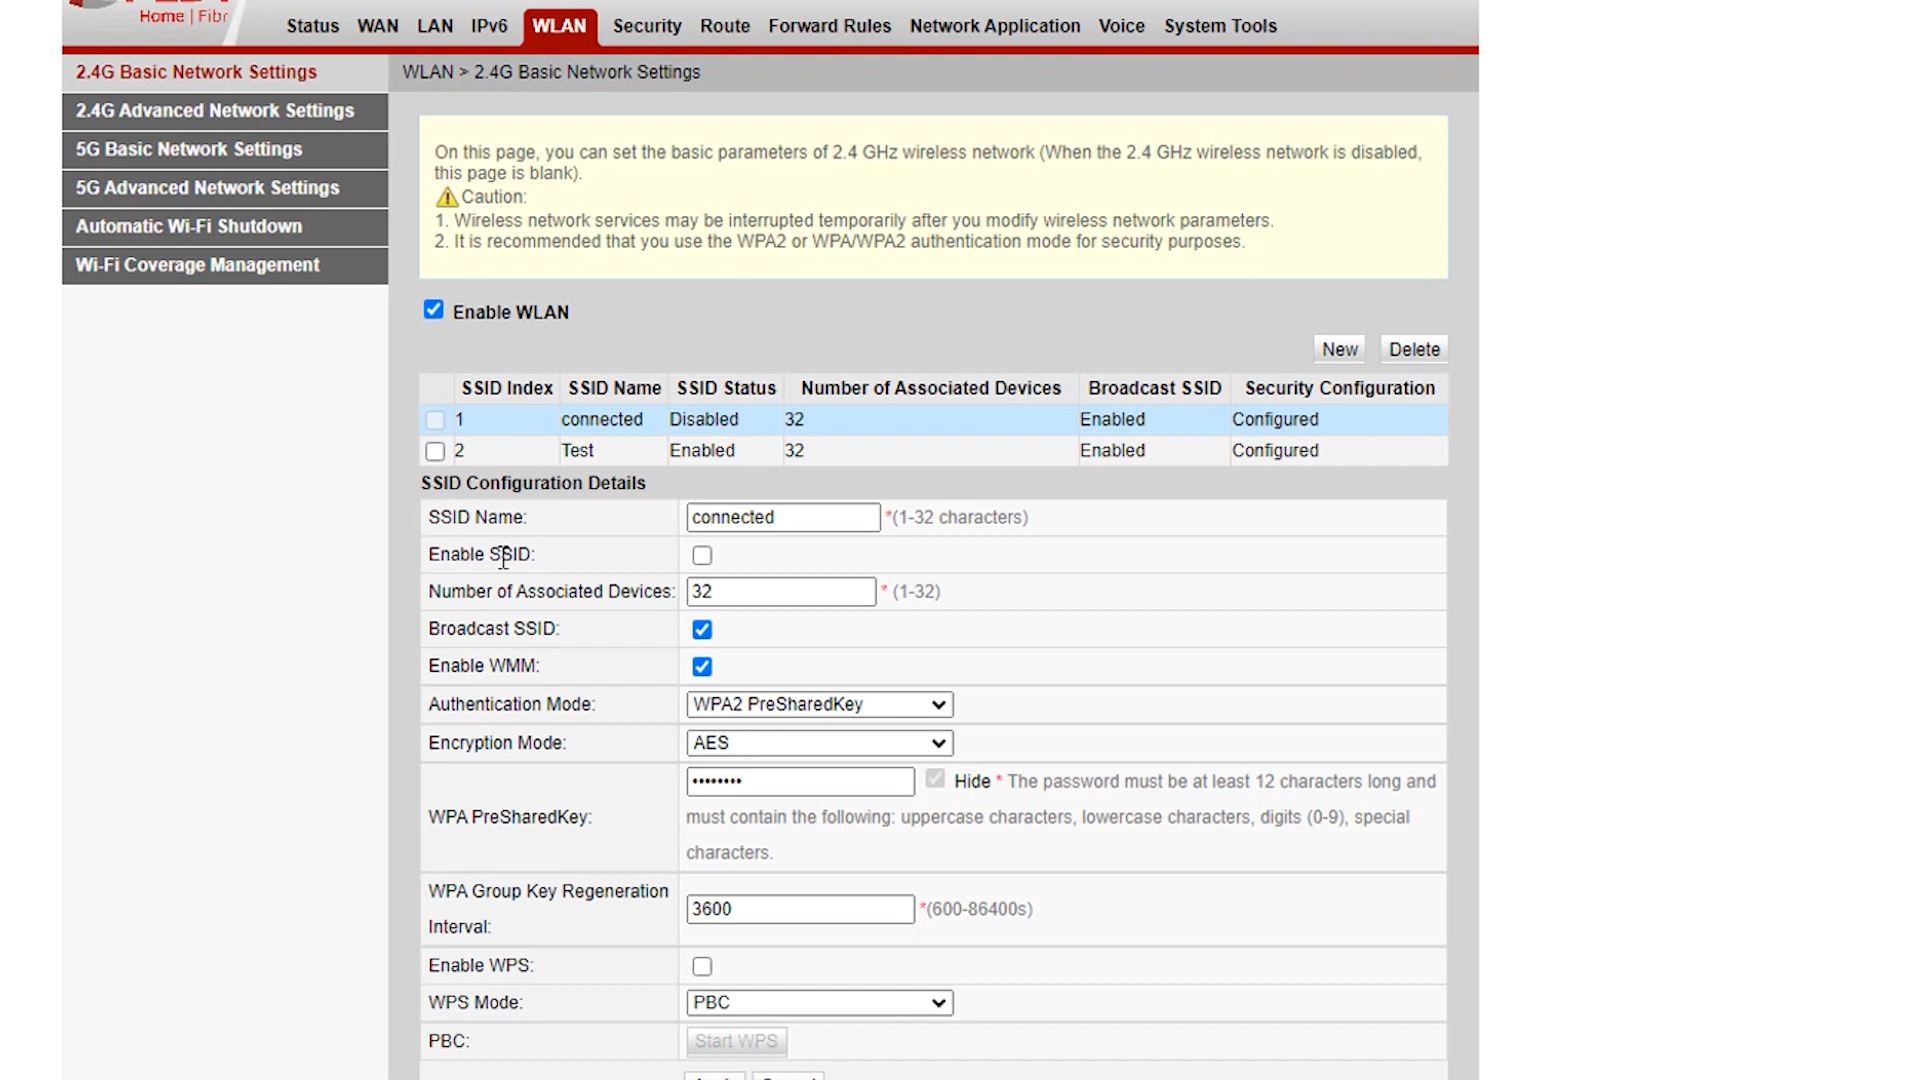 Home | Fibr
Status WAN LAN IPv6 WLAN Security Route Forward Rules Network Application Voice System Tools
2.4G Basic Network Settings
2.4G Advanced Network Settings
5G Basic Network Settings
5G Advanced Network Settings
Automatic Wi-Fi Shutdown
Wi-Fi Coverage Management
WLAN > 2.4G Basic Network Settings
On this page, you can set the basic parameters of 2.4 GHz wireless network (When the 2.4 GHz wireless network is disabled,
this page is blank).
Caution:
1. Wireless network services may be interrupted temporarily after you modify wireless network parameters.
2. It is recommended that you use the WPA2 or WPA/WPA2 authentication mode for security purposes.
Enable WLAN
New Delete
SSID Index SSID Name SSID Status Number of Associated Devices Broadcast SSID Security Configuration
1 connected Disabled 32 Enabled Configured
2 Test Enabled 32 Enabled Configured
SSID Configuration Details
SSID Name: connected *(1-32 characters)
Enable SSID:
Number of Associated Devices: 32 * (1-32)
Broadcast SSID:
Enable WMM:
Authentication Mode: WPA2 PreSharedKey
Encryption Mode: AES
WPA PreSharedKey: •••••••• Hide * The password must be at least 12 characters long and
must contain the following: uppercase characters, lowercase characters, digits (0-9), special
characters.
WPA Group Key Regeneration
Interval: 3600 *(600-86400s)
Enable WPS:
WPS Mode: PBC
PBC: Start WPS